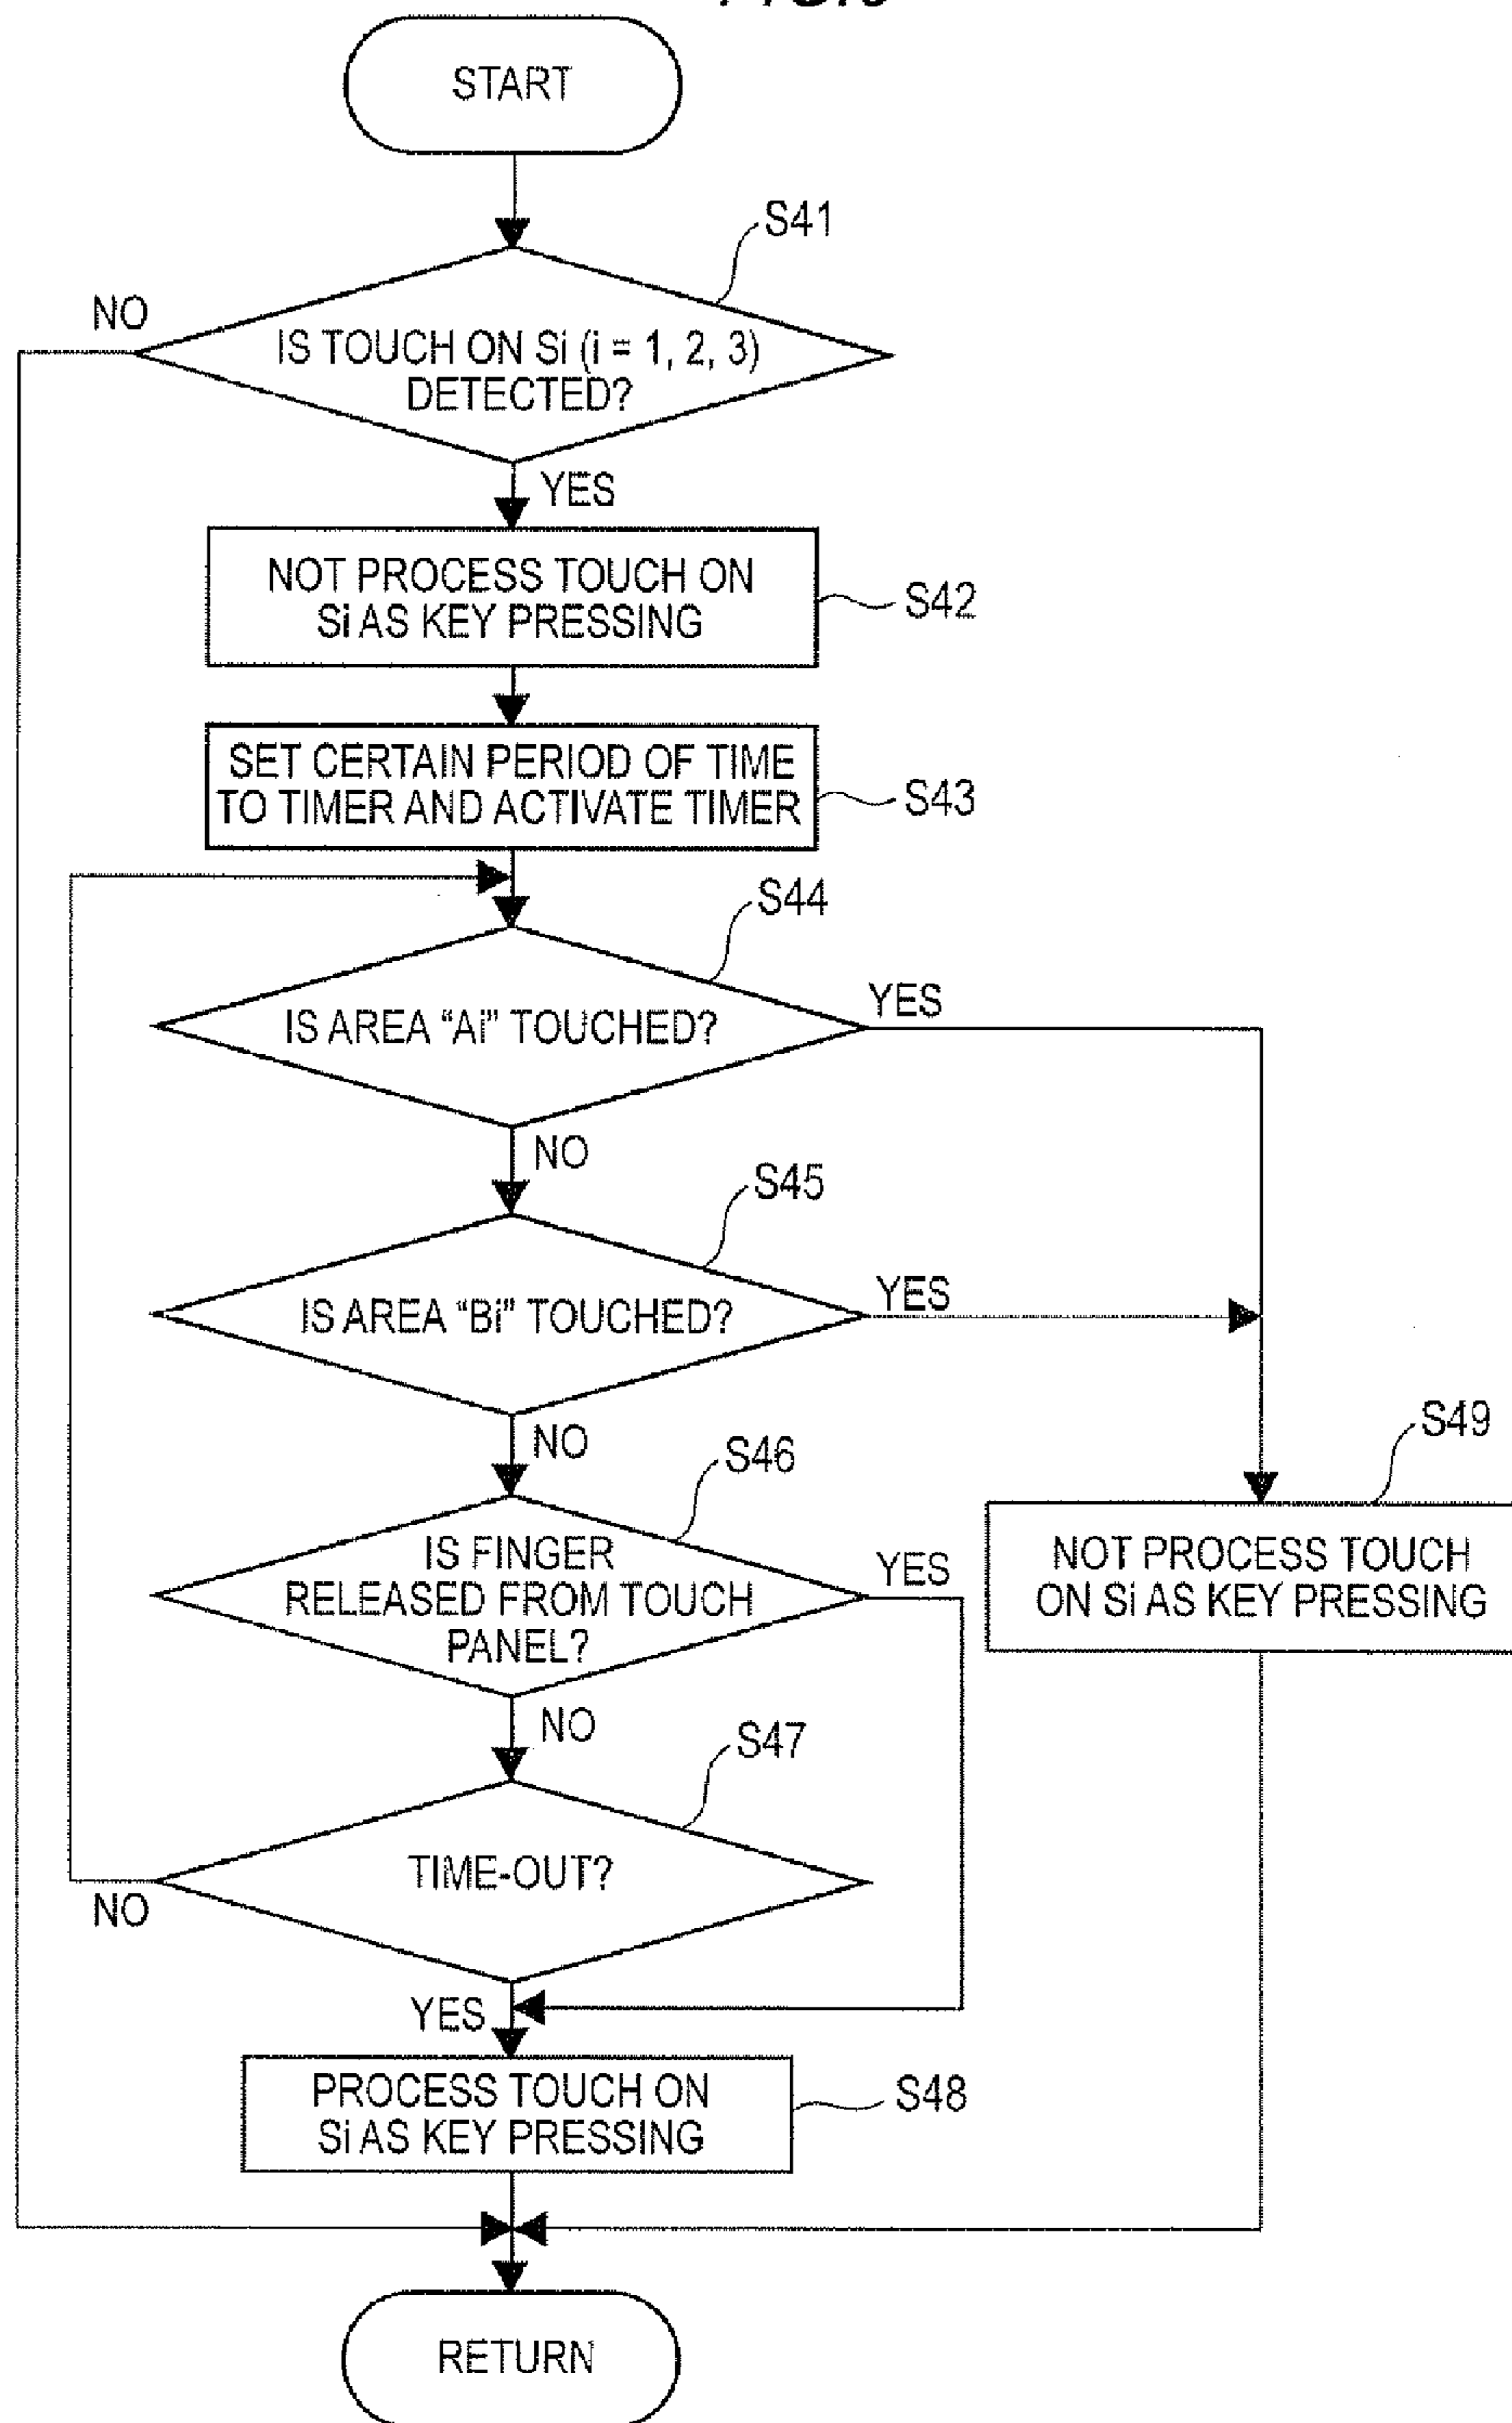 START
S41
NO
IS TOUCH ON Si (i = 1, 2, 3)
DETECTED?
YES
NOT PROCESS TOUCH ON
Si AS KEY PRESSING
S42
SET CERTAIN PERIOD OF TIME
TO TIMER AND ACTIVATE TIMER
S43
S44
IS AREA “Ai” TOUCHED?
YES
NO
S45
IS AREA “Bi” TOUCHED?
YES
NO
S46
IS FINGER
RELEASED FROM TOUCH
PANEL?
YES
S49
NOT PROCESS TOUCH
ON Si AS KEY PRESSING
NO
S47
TIME-OUT?
NO
YES
PROCESS TOUCH ON
Si AS KEY PRESSING
S48
RETURN